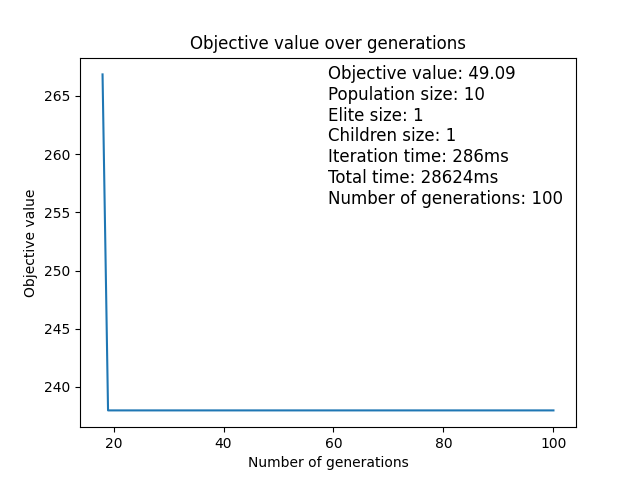 Objective value over generations
Objective value: 49.09
Population size: 10
Elite size: 1
Children size: 1
Iteration time: 286ms
Total time: 28624ms
Number of generations: 100
Objective value
265
260
255
250
245
240
20 40 60 80 100
Number of generations